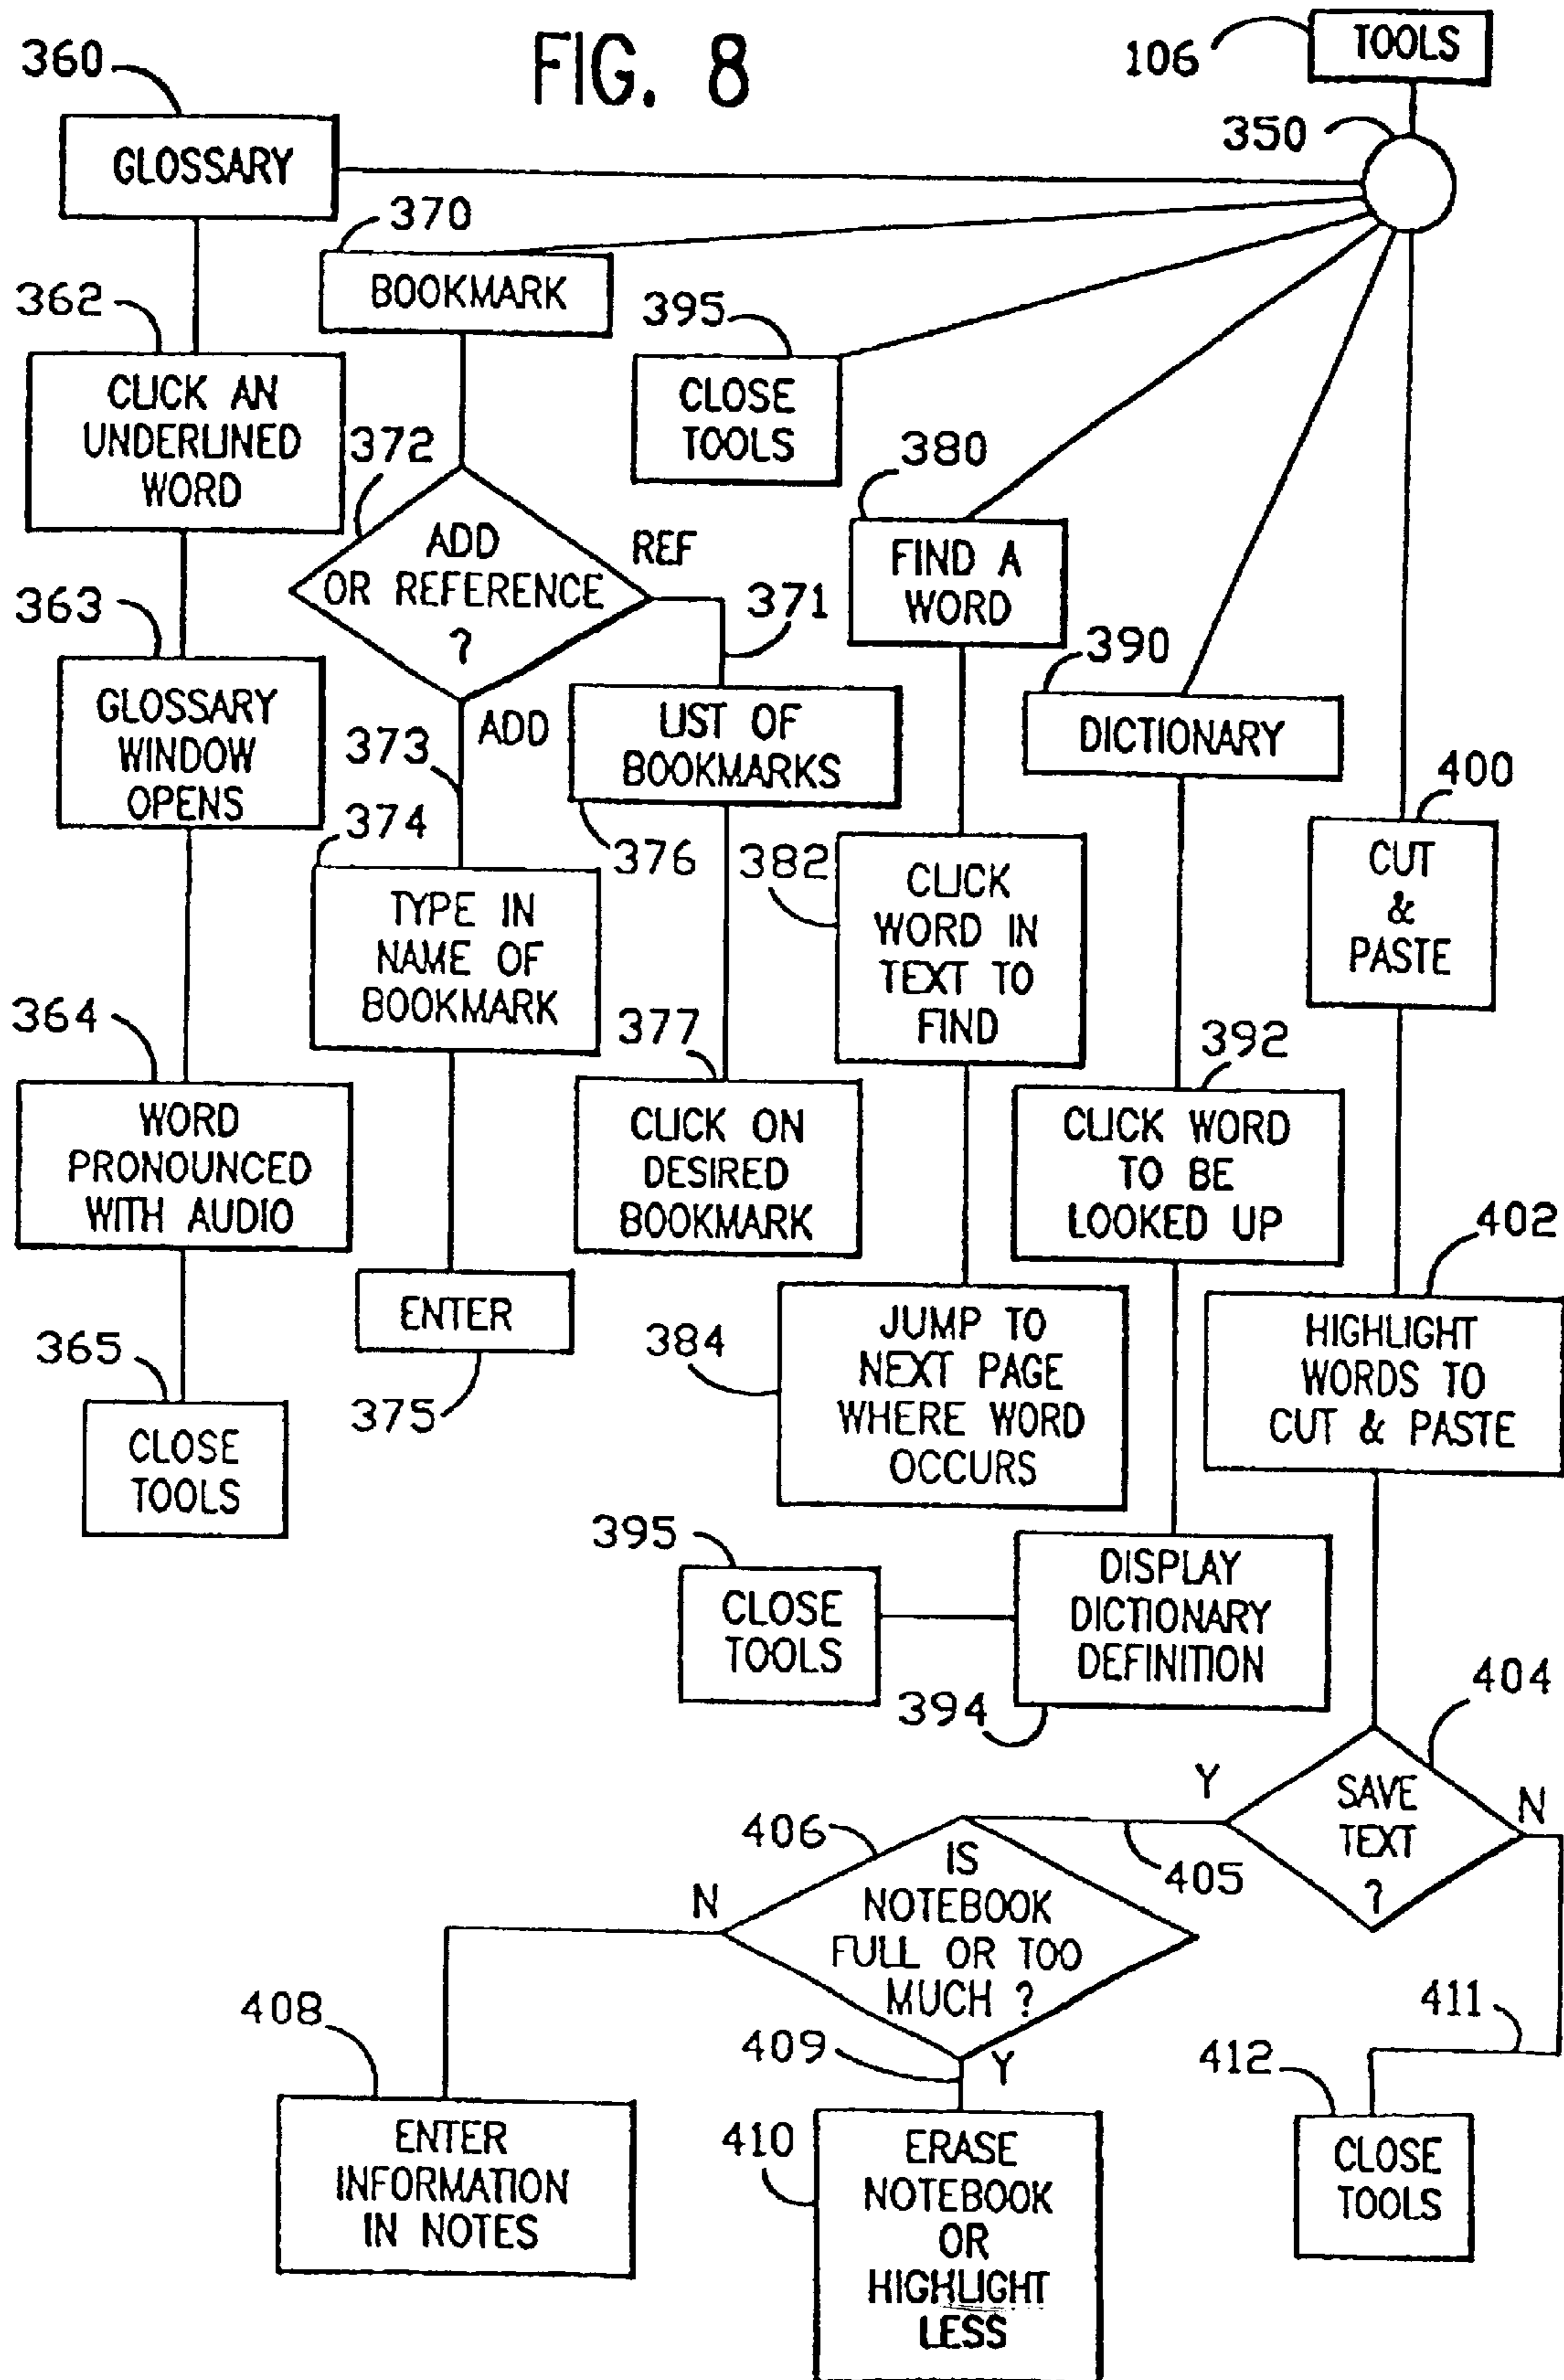 FIG. 8
106
TOOLS
350
360
GLOSSARY
362
CLICK AN
UNDERLINED
WORD
363
GLOSSARY
WINDOW
OPENS
364
WORD
PRONOUNCED
WITH AUDIO
365
CLOSE
TOOLS
370
BOOKMARK
372
ADD
OR REFERENCE
?
REF
371
ADD
373
374
TYPE IN
NAME OF
BOOKMARK
ENTER
375
LIST OF
BOOKMARKS
376
377
CLICK ON
DESIRED
BOOKMARK
395
CLOSE
TOOLS
380
FIND A
WORD
382
CLICK
WORD IN
TEXT TO
FIND
384
JUMP TO
NEXT PAGE
WHERE WORD
OCCURS
390
DICTIONARY
392
CLICK WORD
TO BE
LOOKED UP
DISPLAY
DICTIONARY
DEFINITION
394
395
CLOSE
TOOLS
400
CUT
&
PASTE
402
HIGHLIGHT
WORDS TO
CUT & PASTE
404
SAVE
TEXT
?
Y
N
405
406
IS
NOTEBOOK
FULL OR TOO
MUCH ?
N
408
ENTER
INFORMATION
IN NOTES
409
Y
410
ERASE
NOTEBOOK
OR
HIGHLIGHT
LESS
411
412
CLOSE
TOOLS